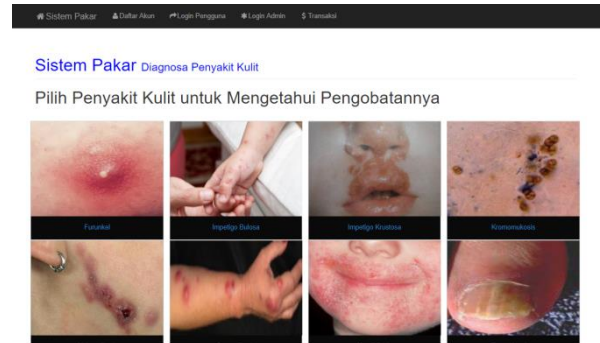 Sistem Pakar Daftar Akun Login Pengguna Login Admin $ Transaksi
Sistem Pakar Diagnosa Penyakit Kulit
Pilih Penyakit Kulit untuk Mengetahui Pengobatannya
Furunkel Impetigo Bulosa Impetigo Krustosa Kromomukosis